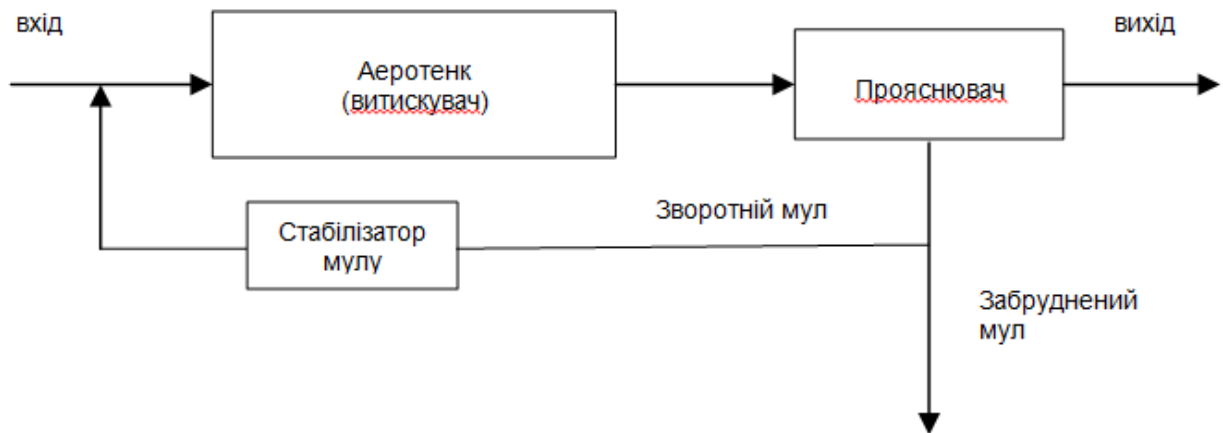 вхід
вихід
Аеротенк
(витискувач)
Прояснювач
Зворотній мул
Стабілізатор
мулу
Забруднений
мул